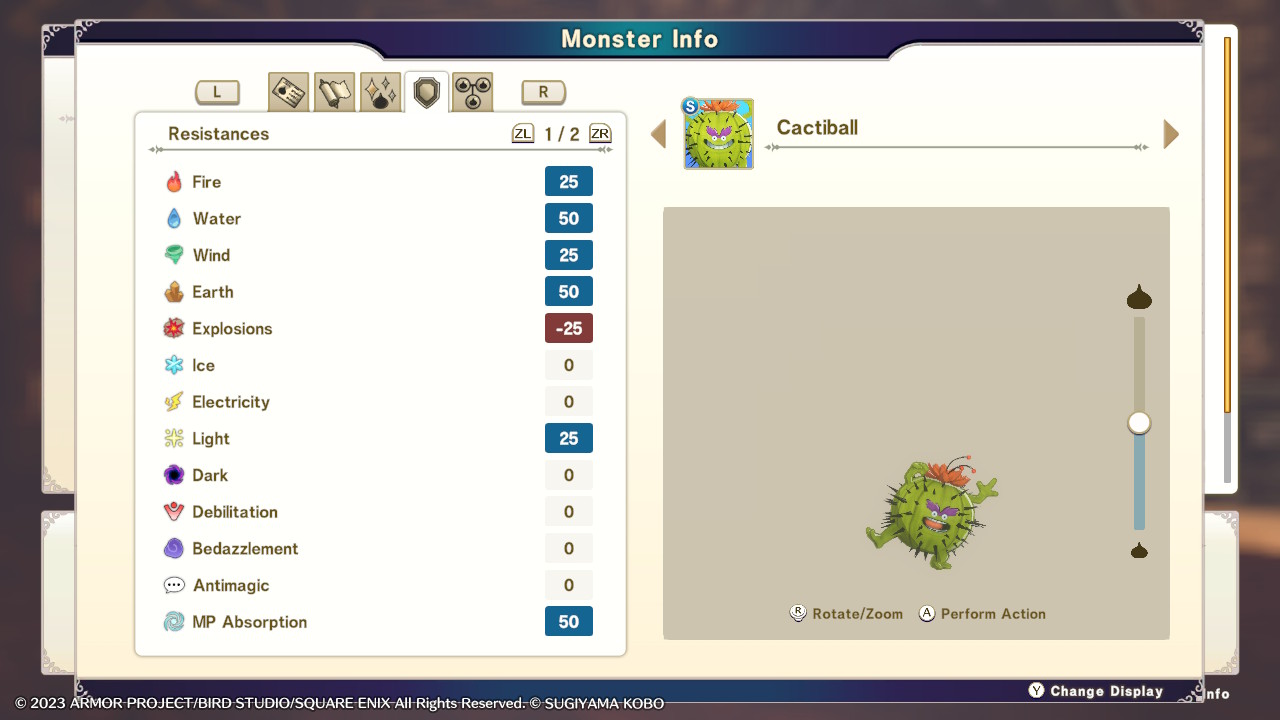 Monster Info
L
R
Resistances
ZL 1 / 2 ZR
Fire 25
Water 50
Wind 25
Earth 50
Explosions -25
Ice 0
Electricity 0
Light 25
Dark 0
Debilitation 0
Bedazzlement 0
Antimagic 0
MP Absorption 50
S
Cactiball
R Rotate/Zoom A Perform Action
Y Change Display
Info
© 2023 ARMOR PROJECT/BIRD STUDIO/SQUARE ENIX All Rights Reserved. © SUGIYAMA KOBO